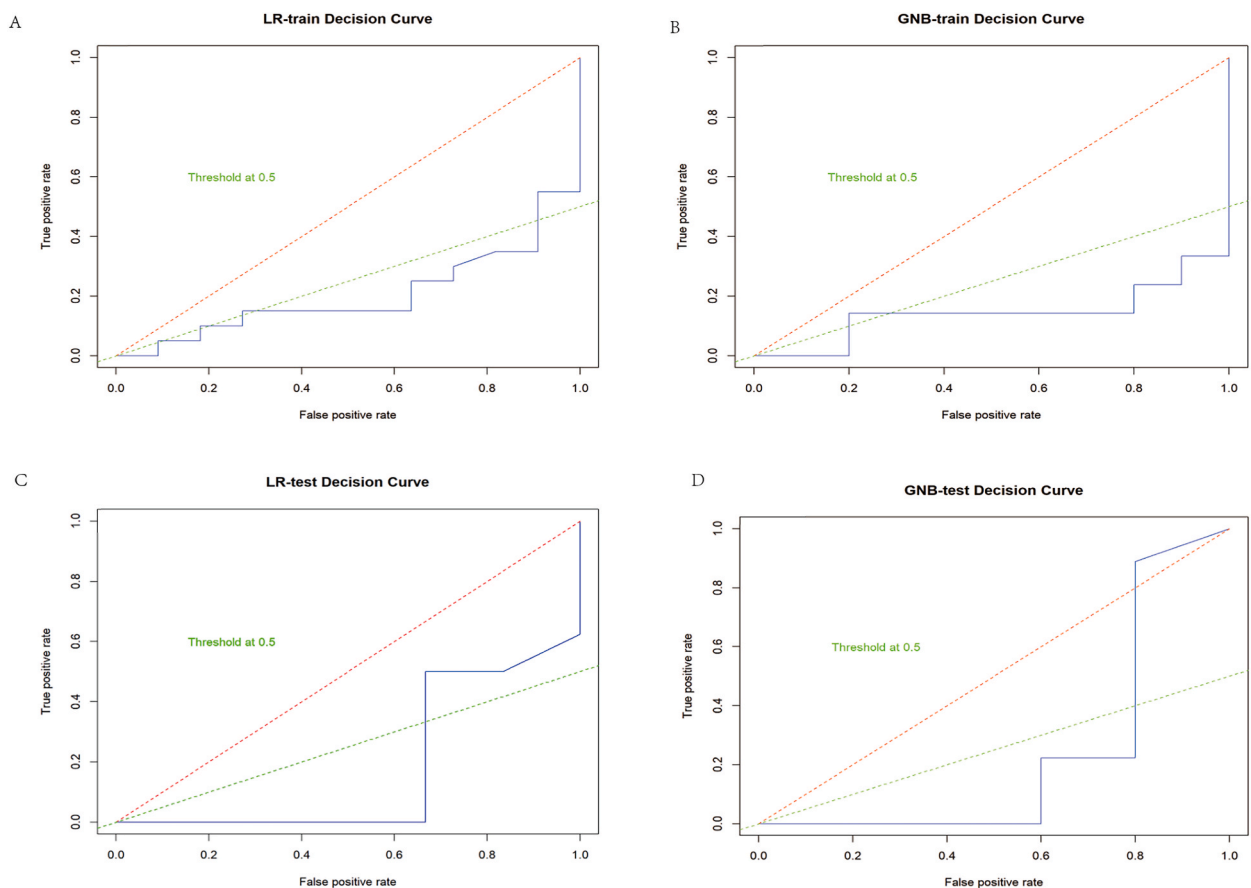 A
LR-train Decision Curve
True positive rate
1.0
0.8
0.6
0.4
0.2
0.0
Threshold at 0.5
0.0 0.2 0.4 0.6 0.8 1.0
False positive rate
B
GNB-train Decision Curve
True positive rate
1.0
0.8
0.6
0.4
0.2
0.0
Threshold at 0.5
0.0 0.2 0.4 0.6 0.8 1.0
False positive rate
C
LR-test Decision Curve
True positive rate
1.0
0.8
0.6
0.4
0.2
0.0
Threshold at 0.5
0.0 0.2 0.4 0.6 0.8 1.0
False positive rate
D
GNB-test Decision Curve
True positive rate
1.0
0.8
0.6
0.4
0.2
0.0
Threshold at 0.5
0.0 0.2 0.4 0.6 0.8 1.0
False positive rate